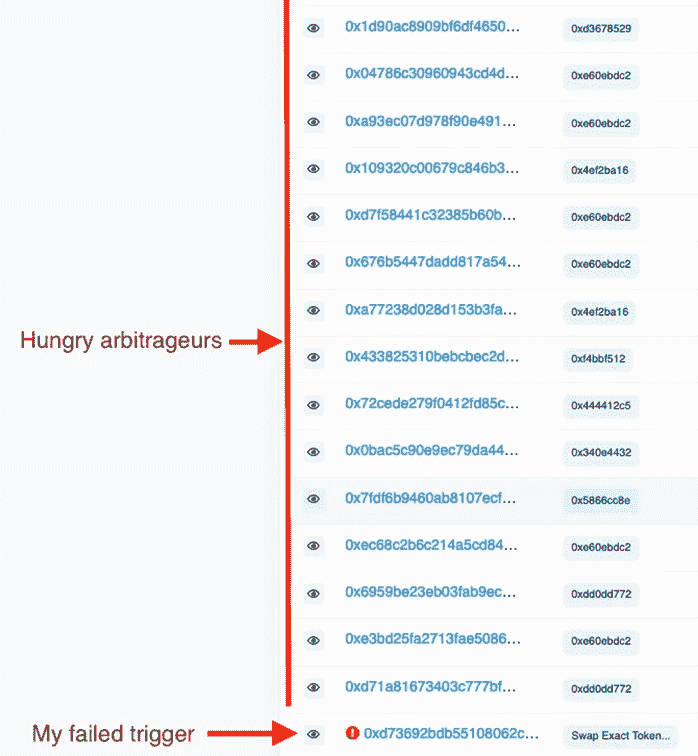 0x1d90ac8909bf6df4650... 0xd3678529
0x04786c30960943cd4d... 0xe60ebdc2
0xa93ec07d978f90e491... 0xe60ebdc2
0x109320c00679c846b3... 0x4ef2ba16
0xd7f58441c32385b60b... 0xe60ebdc2
0x676b5447dadd817a54... 0xe60ebdc2
0xa77238d028d153b3fa... 0x4ef2ba16
Hungry arbitrageurs
0x433825310bebcbec2d... 0xf4bbf512
0x72cede279f0412fd85c... 0x444412c5
0x0bac5c90e9ec79da44... 0x340e4432
0x7fdf6b9460ab8107ecf... 0x5866cc8e
0xec68c2b6c214a5cd84... 0xe60ebdc2
0x6959be23eb03fab9ec... 0xdd0dd772
0xe3bd25fa2713fae5086... 0xe60ebdc2
0xd71a81673403c777bf... 0xdd0dd772
My failed trigger 0xd73692bdb55108062c... Swap Exact Token...